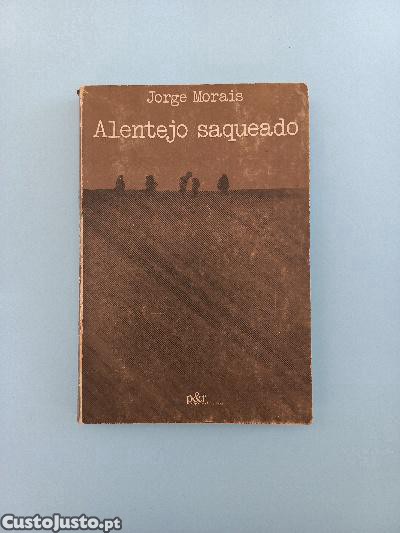 Jorge Morais
Alentejo saqueado
p&r
CustoJusto.pt